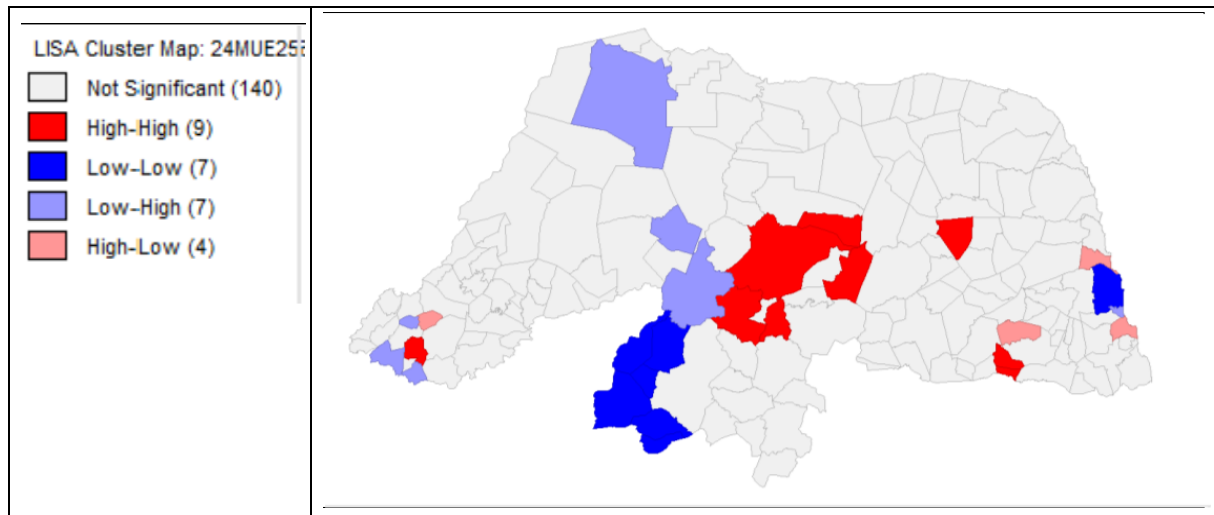 LISA Cluster Map: 24MUE25
Not Significant (140)
High-High (9)
Low-Low (7)
Low-High (7)
High-Low (4)